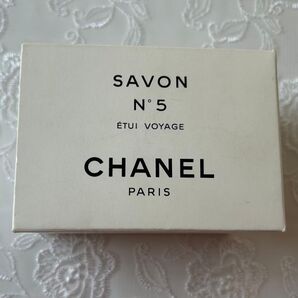 SAVON
N°5
ÉTUI VOYAGE
CHANEL
PARIS